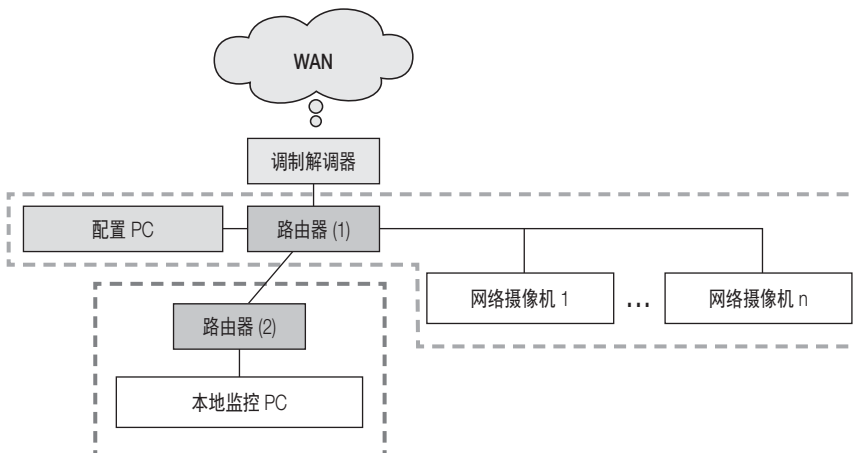 WAN
调制解调器
配置 PC
路由器 (1)
网络摄像机 1
...
网络摄像机 n
路由器 (2)
本地监控 PC